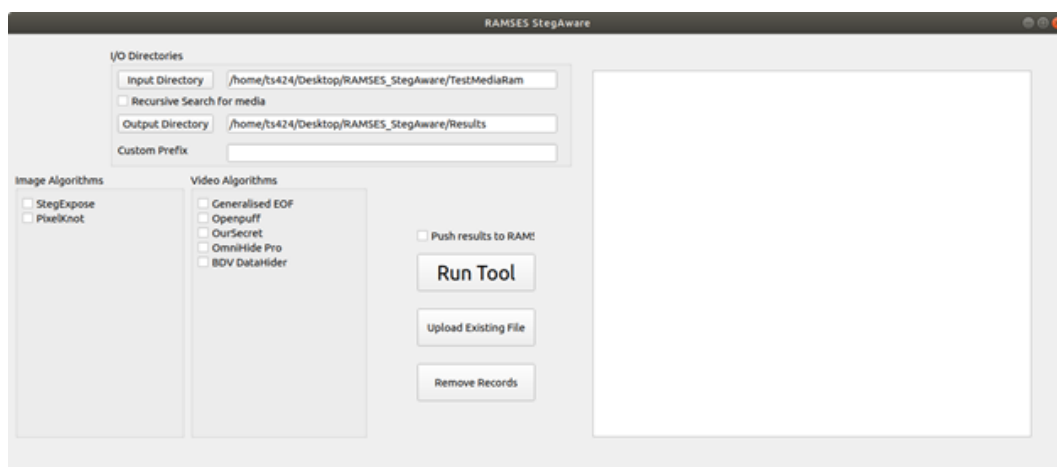 RAMSES StegAware
I/O Directories
Input Directory /home/ts424/Desktop/RAMSES_StegAware/TestMediaRam
Recursive Search for media
Output Directory /home/ts424/Desktop/RAMSES_StegAware/Results
Custom Prefix
Image Algorithms
StegExpose
PixelKnot
Video Algorithms
Generalised EOF
Openpuff
OurSecret
OmniHide Pro
BDV DataHider
Push results to
Run Tool
Upload Existing File
Remove Records